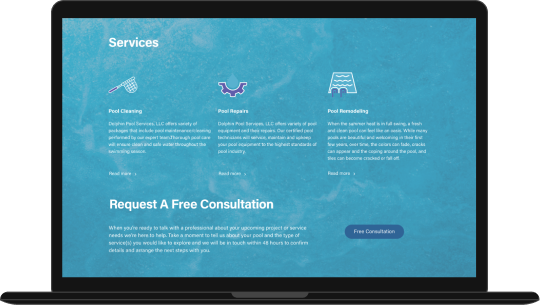 Services
Pool Cleaning
Dolphin Pool Services, LLC offers variety of
packages that include pool maintenance/cleaning
performed by our expert team. Thorough pool care
will ensure clean and safe water throughout the
swimming season.
Read more ›
Pool Repairs
Dolphin Pool Services, LLC offers variety of pool
equipment and their repairs. Our certified pool
technicians will service, maintain and
your pool equipment to the highest standards of
pool industry.
Read more ›
Pool Remodeling
When the summer heat is in full swing, a fresh
and clean pool can feel like an oasis. While many
pools are beautiful and welcoming in their first
few years, over time, the colors can fade, cracks
can appear and the coping around the pool, and
tiles can become cracked or fall off.
Read more ›
Request A Free Consultation
When you're ready to talk with a professional about your upcoming project or service
needs we're here to help. Take a moment to tell us about your pool and the type of
service(s) you would like to explore and we will be in touch within 48 hours to confirm
details and arrange the next steps with you.
Free Consultation